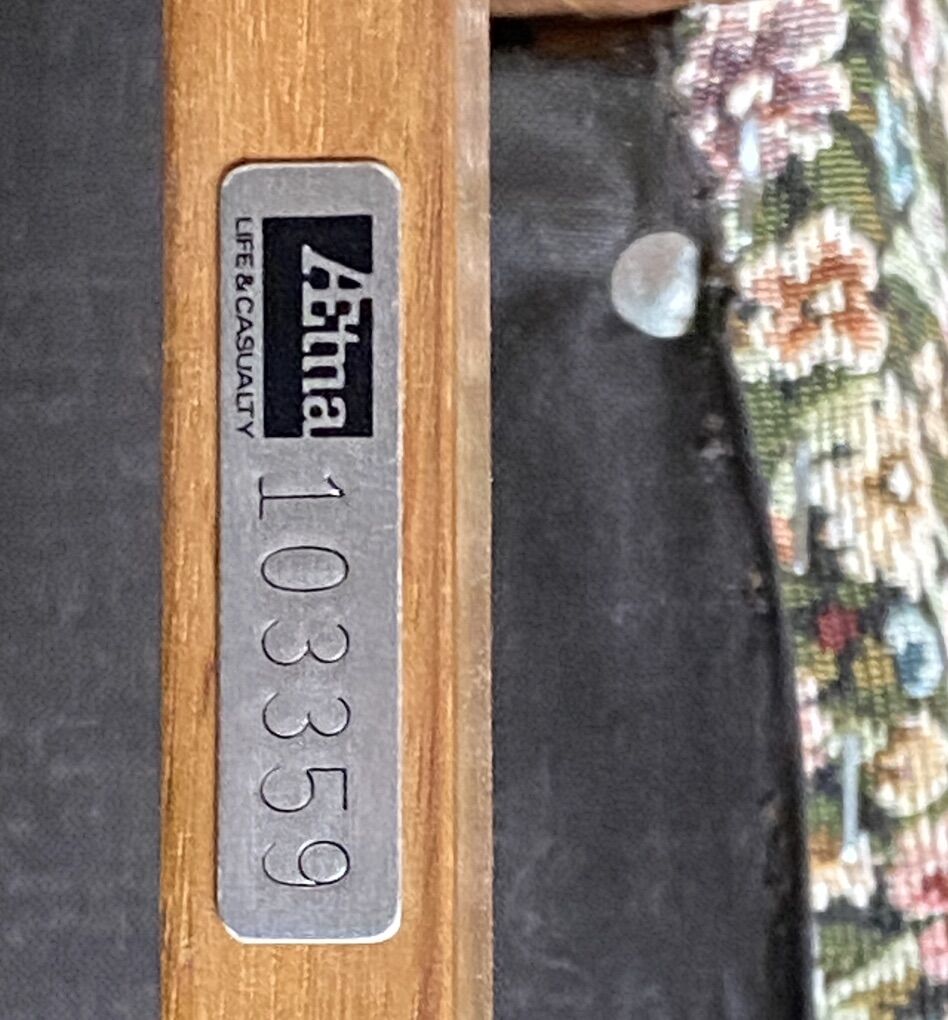 Ætna
LIFE & CASUALTY
103359